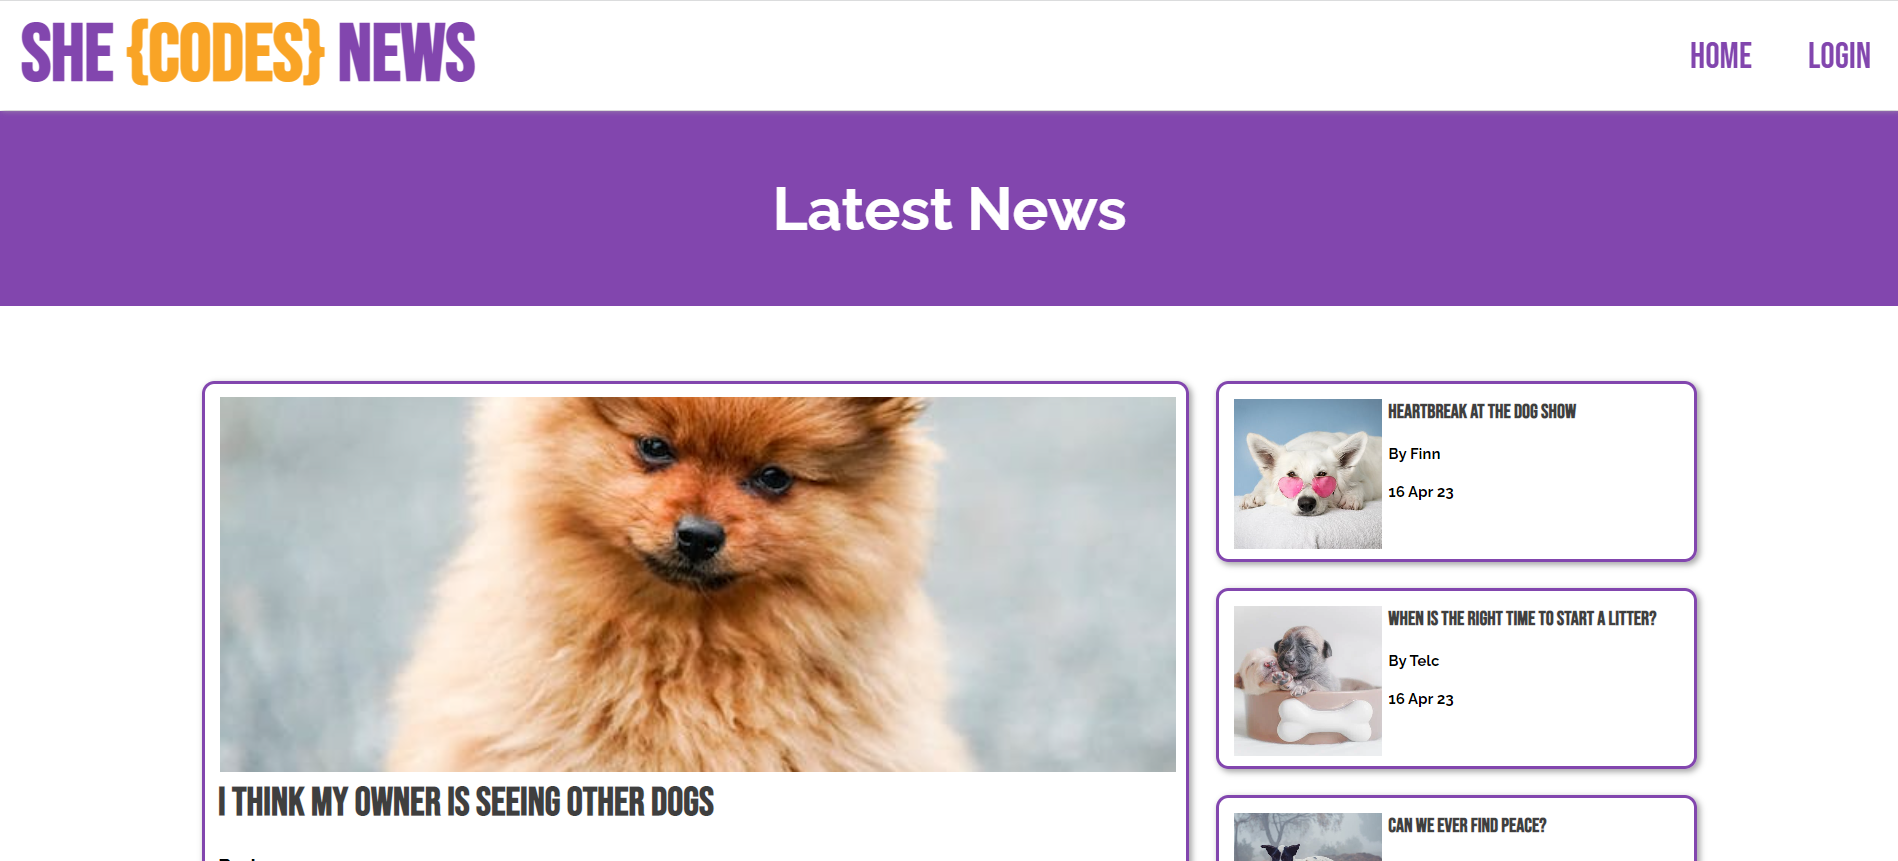 SHE {CODES} NEWS
HOME
LOGIN
Latest News
I THINK MY OWNER IS SEEING OTHER DOGS
HEARTBREAK AT THE DOG SHOW
By Finn
16 Apr 23
WHEN IS THE RIGHT TIME TO START A LITTER?
By Telc
16 Apr 23
CAN WE EVER FIND PEACE?